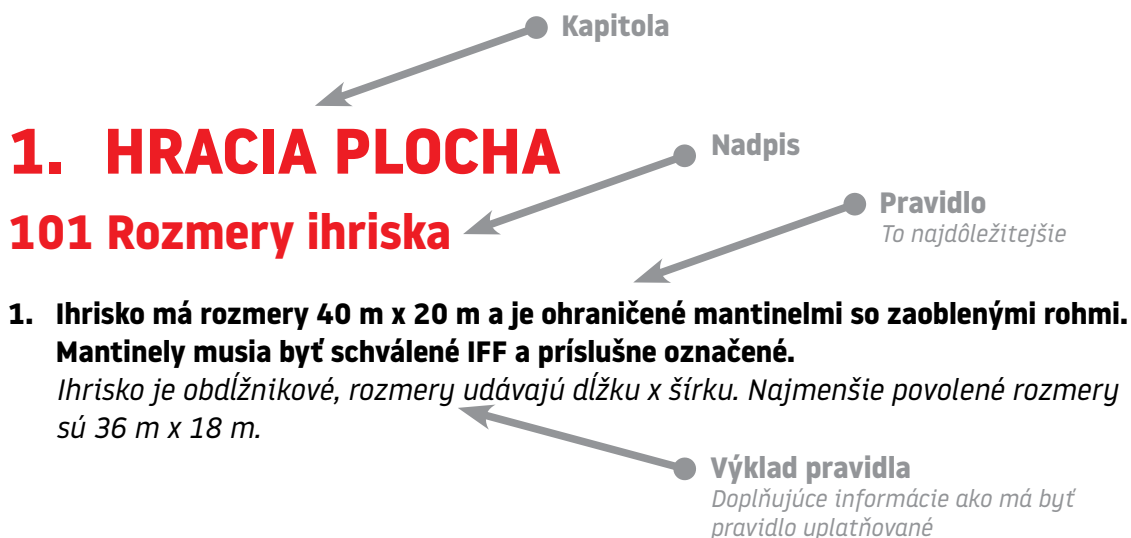 Kapitola
1. HRACIA PLOCHA
Nadpis
101 Rozmery ihriska
Pravidlo
To najdôležitejšie
1. Ihrisko má rozmery 40 m x 20 m a je ohraničené mantinelmi so zaoblenými rohmi.
Mantinely musia byť schválené IFF a príslušne označené.
Ihrisko je obdĺžnikové, rozmery udávajú dĺžku x šírku. Najmenšie povolené rozmery
sú 36 m x 18 m.
Výklad pravidla
Doplňujúce informácie ako má byť
pravidlo uplatňované